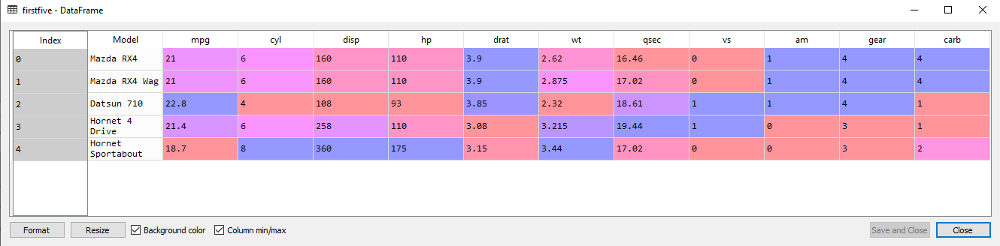 firstfive - DataFrame
Index Model mpg cyl disp hp drat wt qsec vs am gear carb
0 Mazda RX4 21 6 160 110 3.9 2.62 16.46 0 1 4 4
1 Mazda RX4 Wag 21 6 160 110 3.9 2.875 17.02 0 1 4 4
2 Datsun 710 22.8 4 108 93 3.85 2.32 18.61 1 1 4 1
3 Hornet 4 Drive 21.4 6 258 110 3.08 3.215 19.44 1 0 3 1
4 Hornet Sportabout 18.7 8 360 175 3.15 3.44 17.02 0 0 3 2
Format Resize Background color Column min/max Save and Close Close